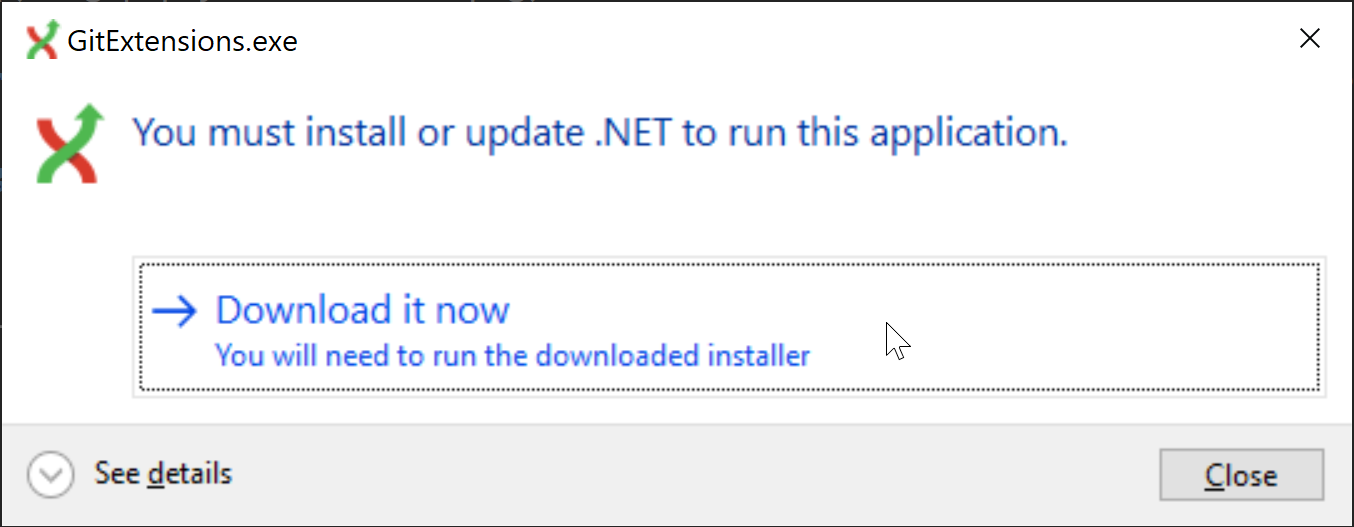 GitExtensions.exe
You must install or update .NET to run this application.
Download it now
You will need to run the downloaded installer
See details
Close